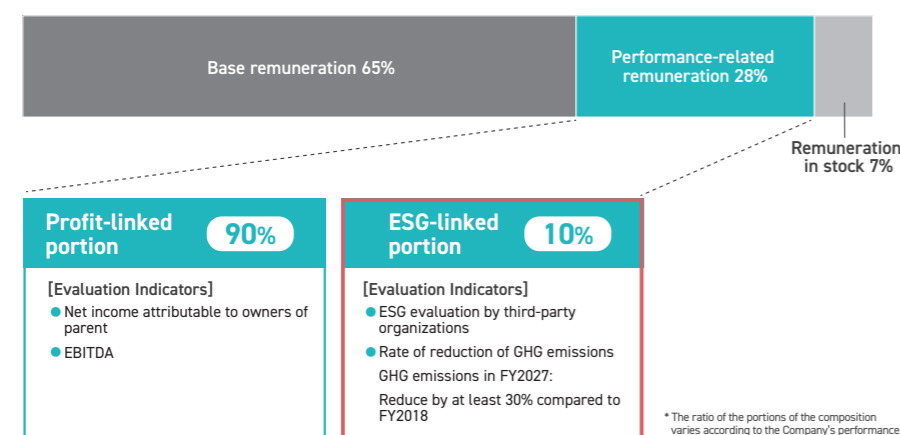 Base remuneration 65%
Performance-related
remuneration 28%
Remuneration
in stock 7%
Profit-linked
portion
90%
[Evaluation Indicators]
● Net income attributable to owners of
parent
● EBITDA
ESG-linked
portion
10%
[Evaluation Indicators]
● ESG evaluation by third-party
organizations
● Rate of reduction of GHG emissions
GHG emissions in FY2027:
Reduce by at least 30% compared to
FY2018
* The ratio of the portions of the composition
varies according to the Company's performance